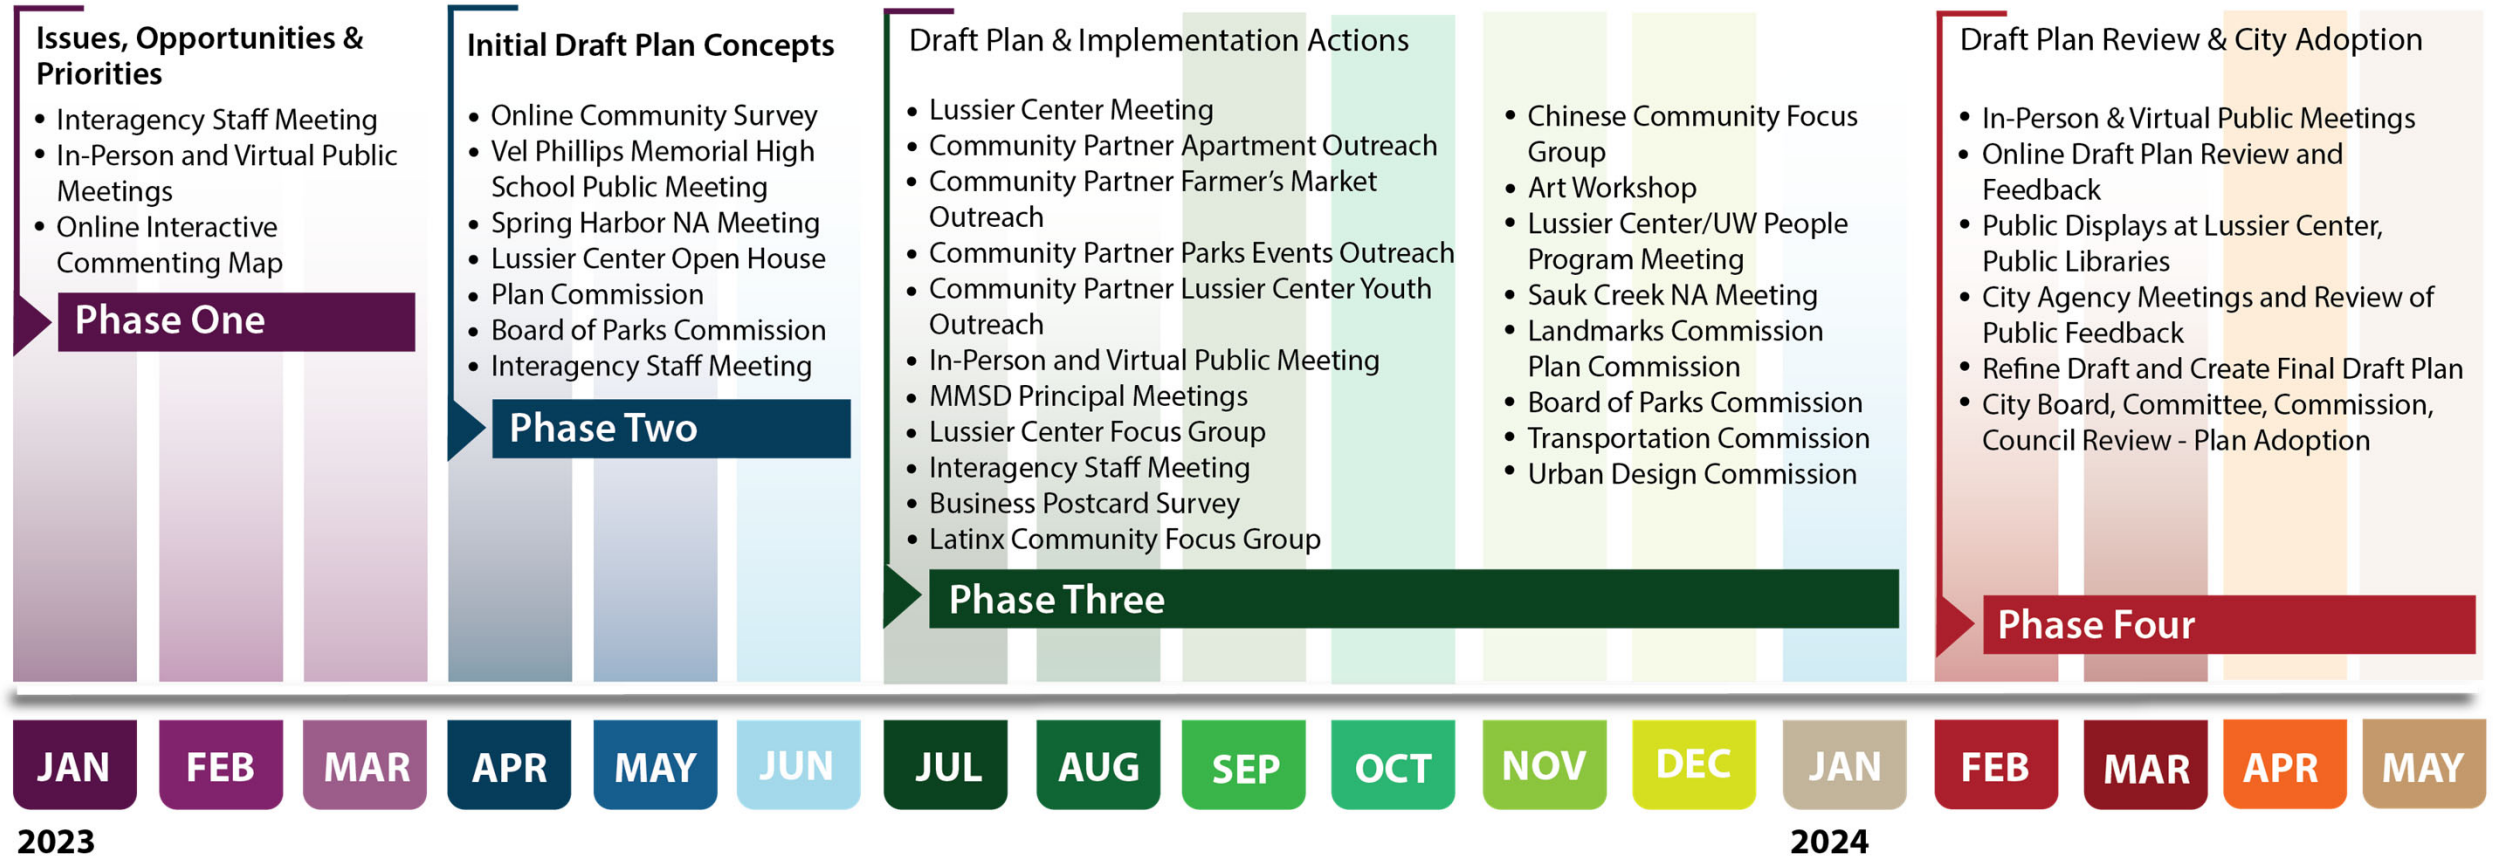 Issues, Opportunities &
Priorities
• Interagency Staff Meeting
• In-Person and Virtual Public
Meetings
• Online Interactive
Commenting Map
Phase One
Initial Draft Plan Concepts
• Online Community Survey
• Vel Phillips Memorial High
School Public Meeting
• Spring Harbor NA Meeting
• Lussier Center Open House
• Plan Commission
• Board of Parks Commission
• Interagency Staff Meeting
Phase Two
Draft Plan & Implementation Actions
• Lussier Center Meeting
• Community Partner Apartment Outreach
• Community Partner Farmer’s Market
Outreach
• Community Partner Parks Events Outreach
• Community Partner Lussier Center Youth
Outreach
• In-Person and Virtual Public Meeting
• MMSD Principal Meetings
• Lussier Center Focus Group
• Interagency Staff Meeting
• Business Postcard Survey
• Latinx Community Focus Group
• Chinese Community Focus
Group
• Art Workshop
• Lussier Center/UW People
Program Meeting
• Sauk Creek NA Meeting
• Landmarks Commission
Plan Commission
• Board of Parks Commission
• Transportation Commission
• Urban Design Commission
Phase Three
Draft Plan Review & City Adoption
• In-Person & Virtual Public Meetings
• Online Draft Plan Review and
Feedback
• Public Displays at Lussier Center,
Public Libraries
• City Agency Meetings and Review of
Public Feedback
• Refine Draft and Create Final Draft Plan
• City Board, Committee, Commission,
Council Review - Plan Adoption
Phase Four
JAN
FEB
MAR
APR
MAY
JUN
JUL
AUG
SEP
OCT
NOV
DEC
JAN
FEB
MAR
APR
MAY
2023
2024